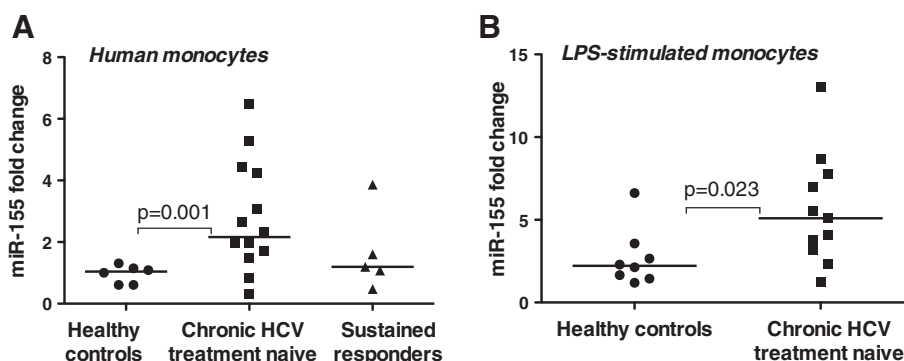 A
Human monocytes
miR-155 fold change
8
6
4
2
0
p=0.001
Healthy controls
Chronic HCV treatment naive
Sustained responders
B
LPS-stimulated monocytes
miR-155 fold change
15
10
5
0
p=0.023
Healthy controls
Chronic HCV treatment naive